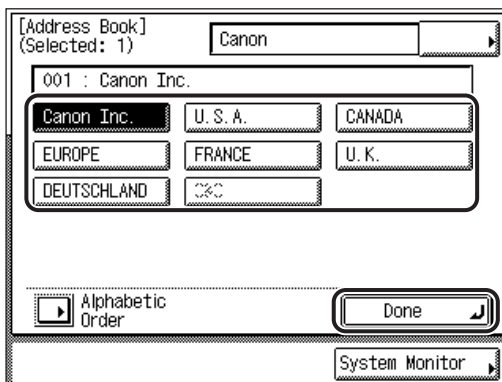 [Address Book]
(Selected: 1)
Canon
001 : Canon Inc.
Canon Inc. U.S.A. CANADA
EUROPE FRANCE U.K.
DEUTSCHLAND C&C
Alphabetic
Order
Done
System Monitor